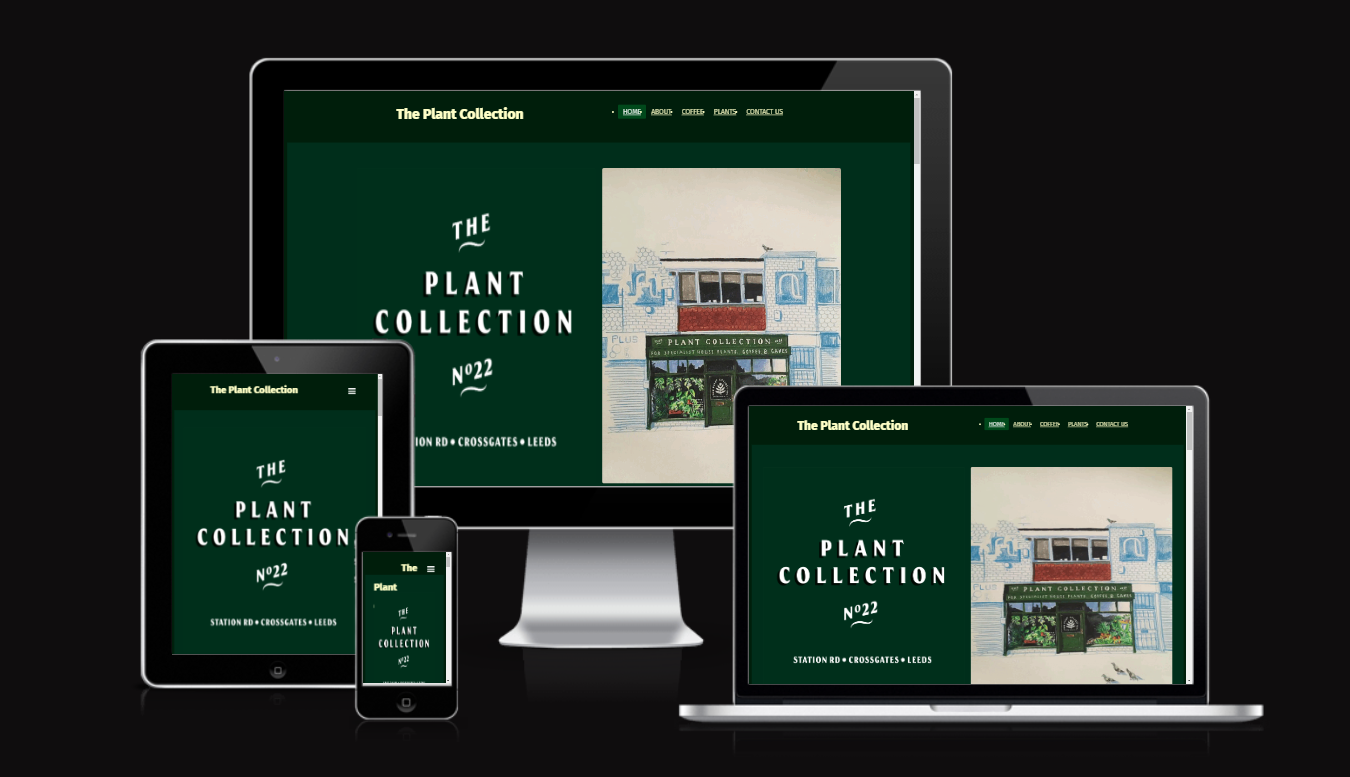 The Plant Collection
HOME ABOUT COFFEE PLANTS CONTACT US
THE
PLANT
COLLECTION
Nº22
ION RD • CROSSGATES • LEEDS
PLANT COLLECTION
The Plant Collection
THE
PLANT
COLLECTION
Nº22
STATION RD • CROSSGATES • LEEDS
The
Plant
THE
PLANT
COLLECTION
Nº22
The Plant Collection
HOME ABOUT COFFEE PLANTS CONTACT US
THE
PLANT
COLLECTION
Nº22
STATION RD • CROSSGATES • LEEDS
PLANT COLLECTION